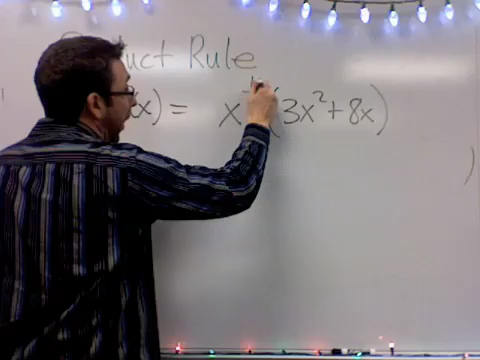 uct Rule
(x) = x (3x² + 8x)
)